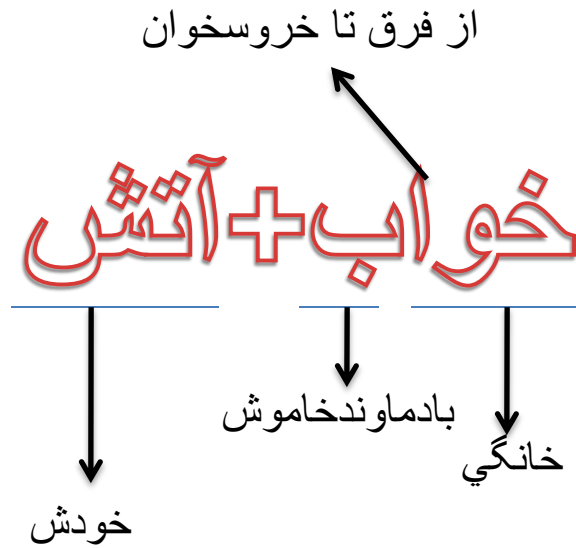 از فرق تا خروسخوان
خواب+آتش
بادماوندخاموش
خانگي
خودش